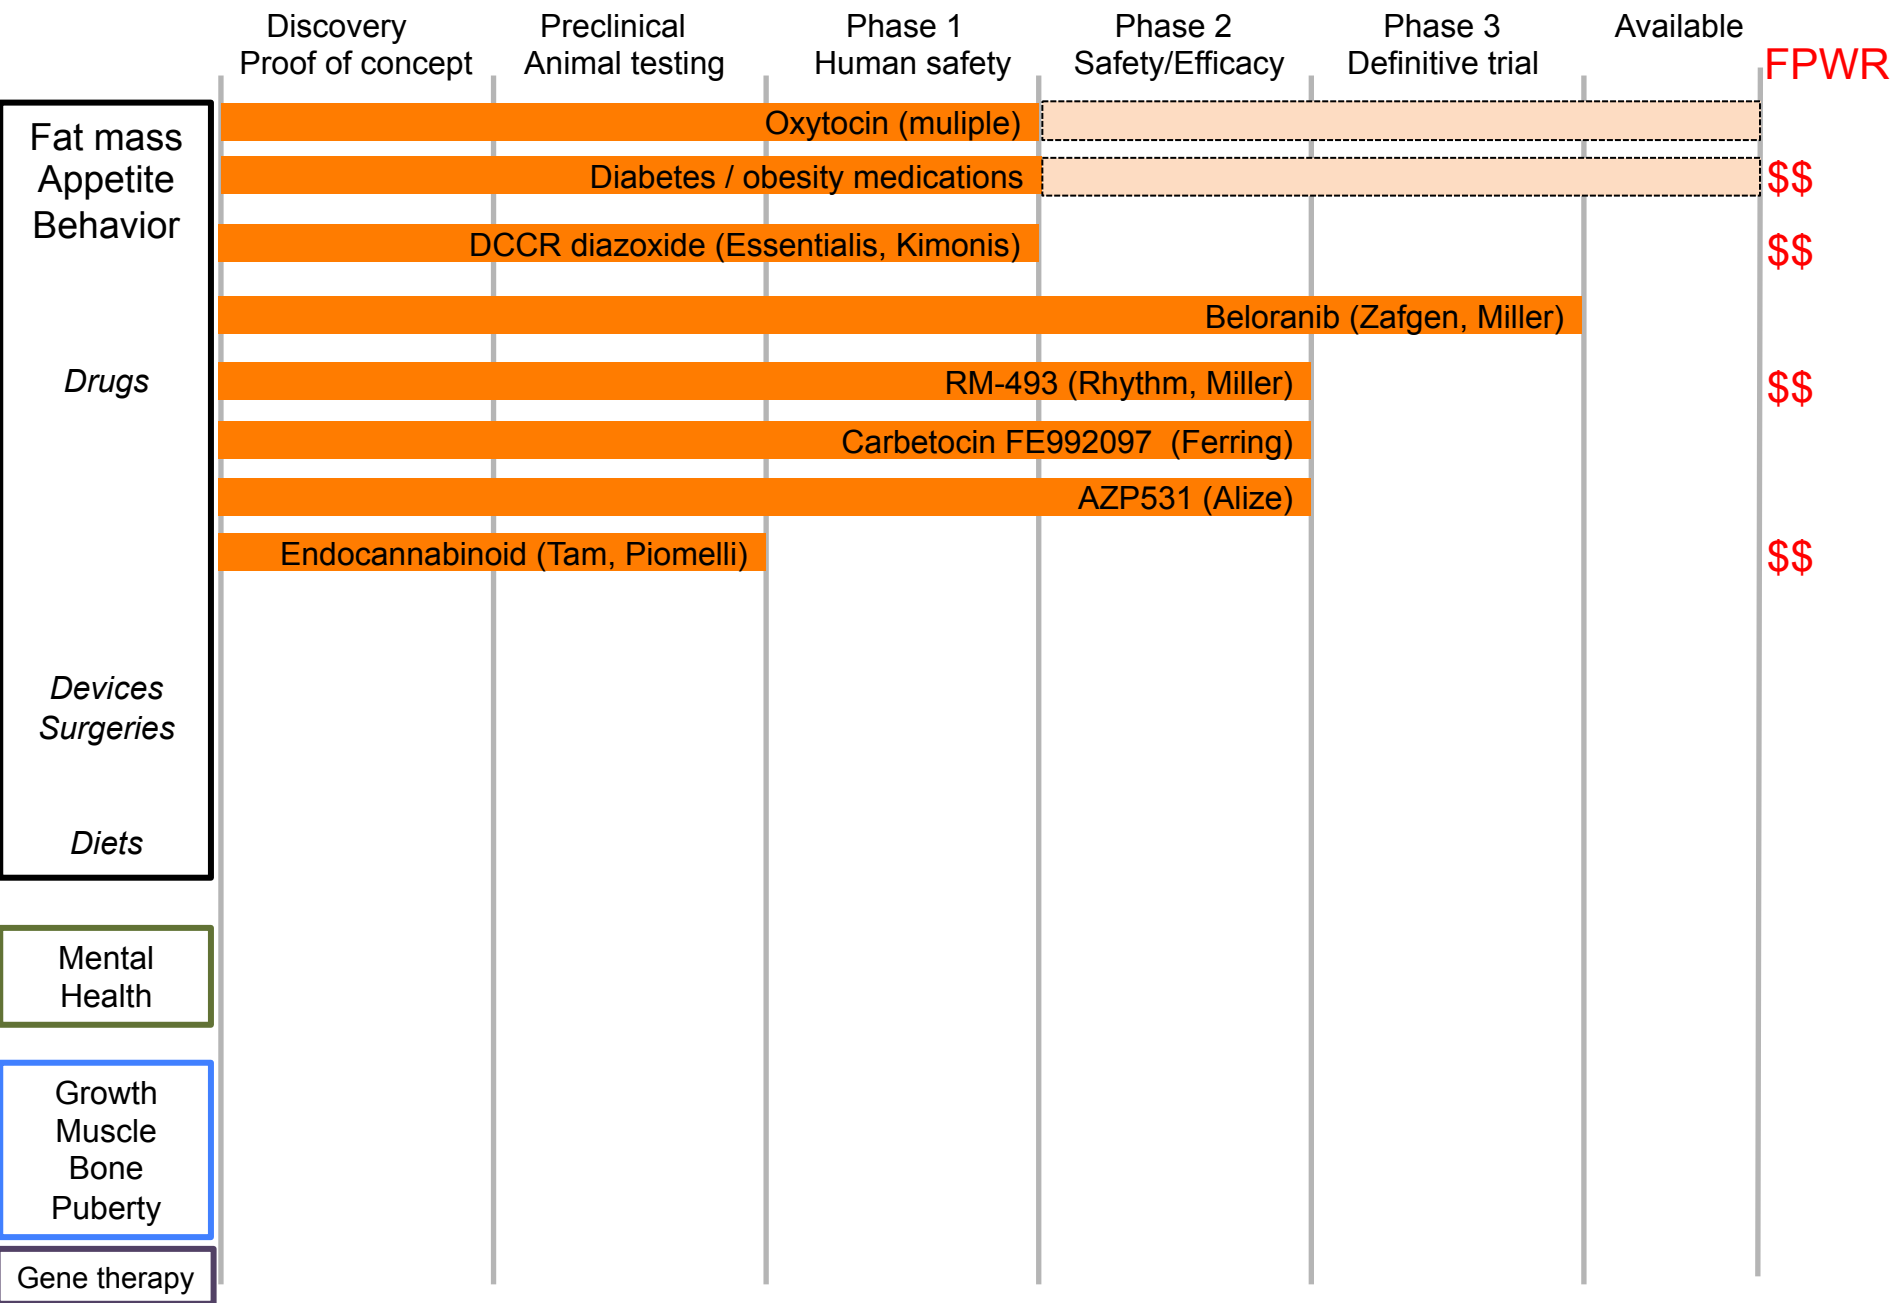 Discovery
Proof of concept
Preclinical
Animal testing
Phase 1
Human safety
Phase 2
Safety/Efficacy
Phase 3
Definitive trial
Available
FPWR
Fat mass
Appetite
Behavior
Drugs
Devices
Surgeries
Diets
Oxytocin (muliple)
Diabetes / obesity medications
$$
DCCR diazoxide (Essentialis, Kimonis)
$$
Beloranib (Zafgen, Miller)
RM-493 (Rhythm, Miller)
$$
Carbetocin FE992097 (Ferring)
AZP531 (Alize)
Endocannabinoid (Tam, Piomelli)
$$
Mental
Health
Growth
Muscle
Bone
Puberty
Gene therapy